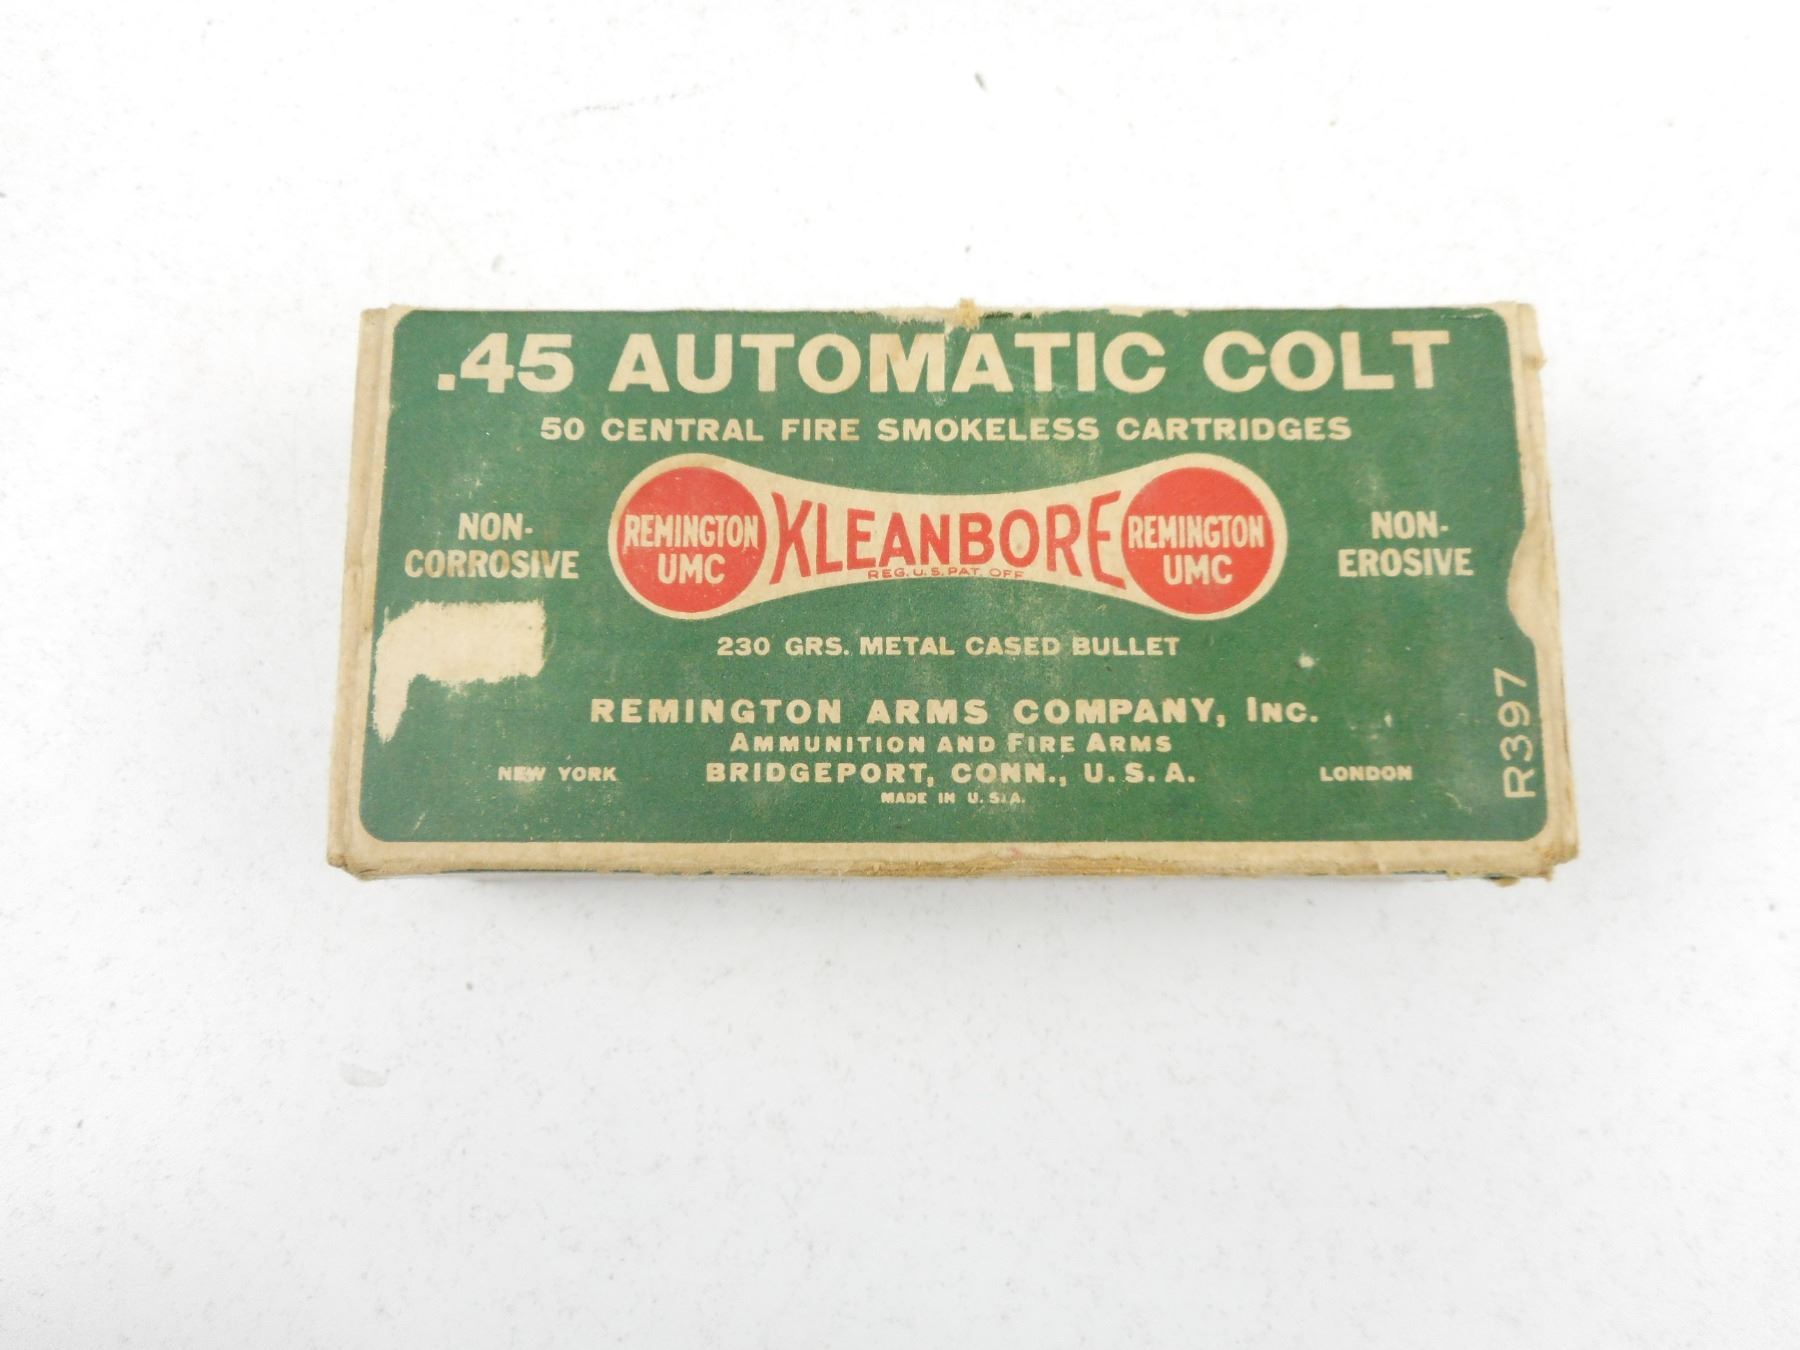 .45 AUTOMATIC COLT
50 CENTRAL FIRE SMOKELESS CARTRIDGES
NON-
CORROSIVE
REMINGTON
UMC
KLEANBORE
REG. U. S. PAT. OFF
REMINGTON
UMC
NON-
EROSIVE
230 GRS. METAL CASED BULLET
REMINGTON ARMS COMPANY, INC.
AMMUNITION AND FIRE ARMS
NEW YORK BRIDGEPORT, CONN., U. S. A. LONDON
MADE IN U. S. A.
R397